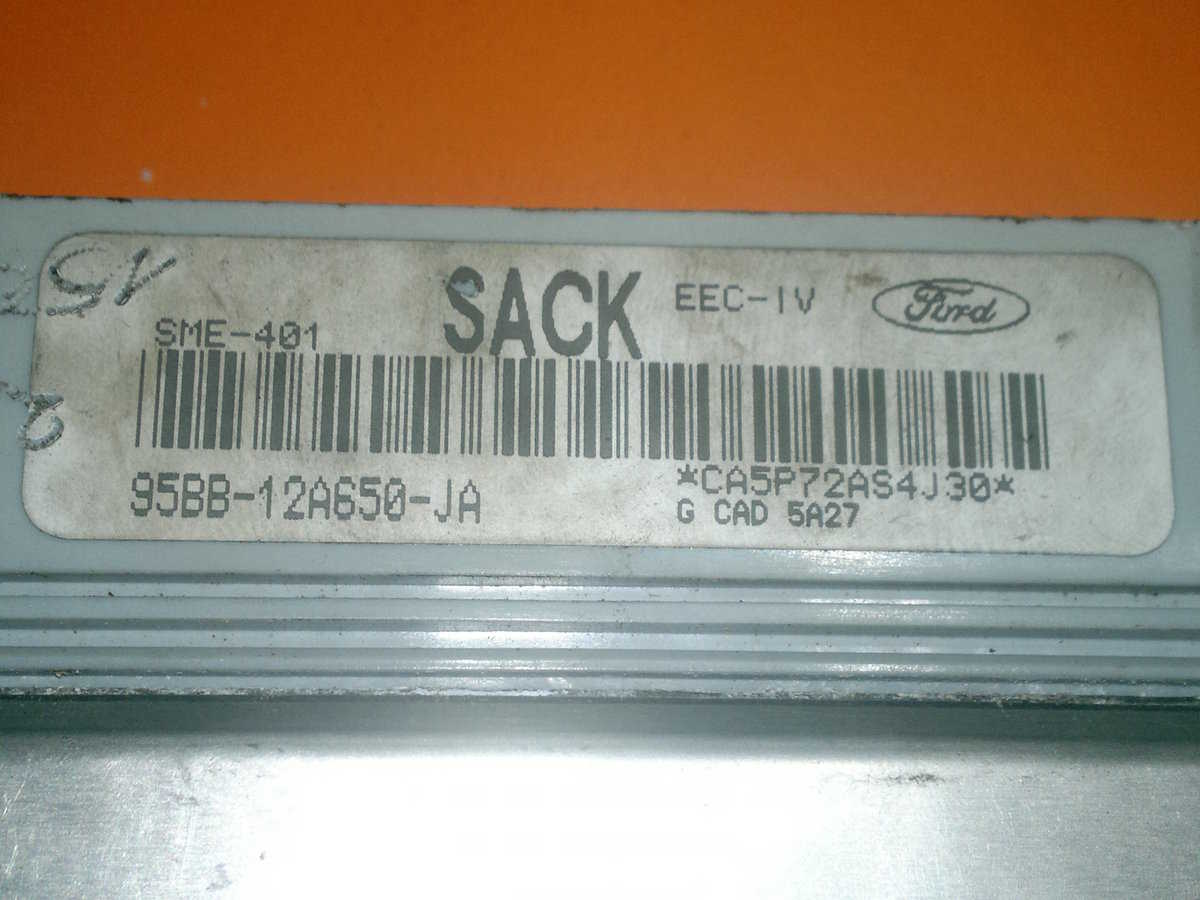 SACK EEC-IV Ford
SME-401
95BB-12A650-JA
*CA5P72AS4J30*
G CAD 5A27